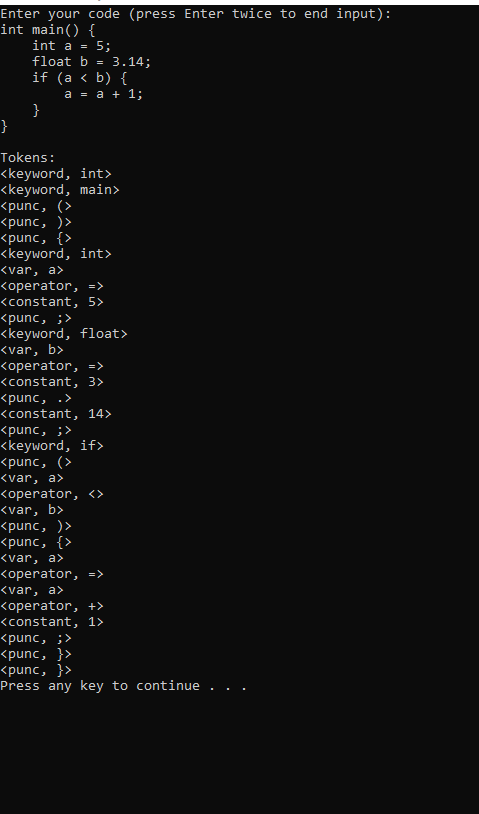 Enter your code (press Enter twice to end input):
int main() {
    int a = 5;
    float b = 3.14;
    if (a < b) {
        a = a + 1;
    }
}

Tokens:
<keyword, int>
<keyword, main>
<punc, (>
<punc, )>
<punc, {>
<keyword, int>
<var, a>
<operator, =>
<constant, 5>
<punc, ;>
<keyword, float>
<var, b>
<operator, =>
<constant, 3>
<punc, .>
<constant, 14>
<punc, ;>
<keyword, if>
<punc, (>
<var, a>
<operator, <>
<var, b>
<punc, )>
<punc, {>
<var, a>
<operator, =>
<var, a>
<operator, +>
<constant, 1>
<punc, ;>
<punc, }>
<punc, }>
Press any key to continue . . .